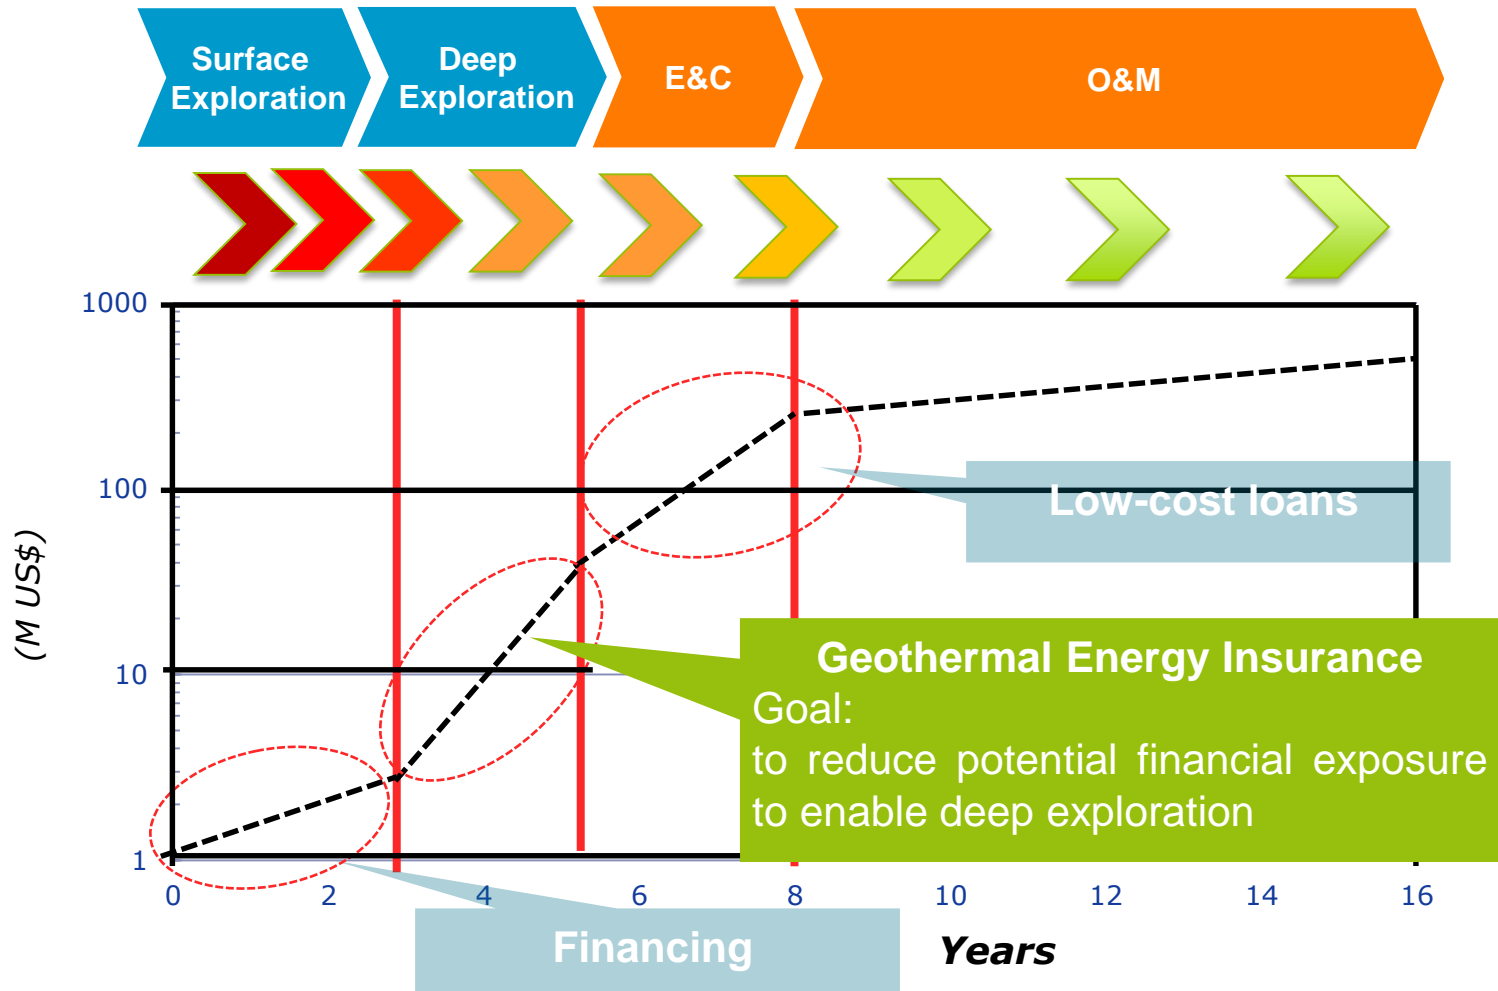 Surface
Exploration
Deep
Exploration
E&C
O&M
1000
100
10
1
(M US$)
Low-cost loans
Geothermal Energy Insurance
Goal:
to reduce potential financial exposure
to enable deep exploration
0 2 4 6 8 10 12 14 16
Financing
Years